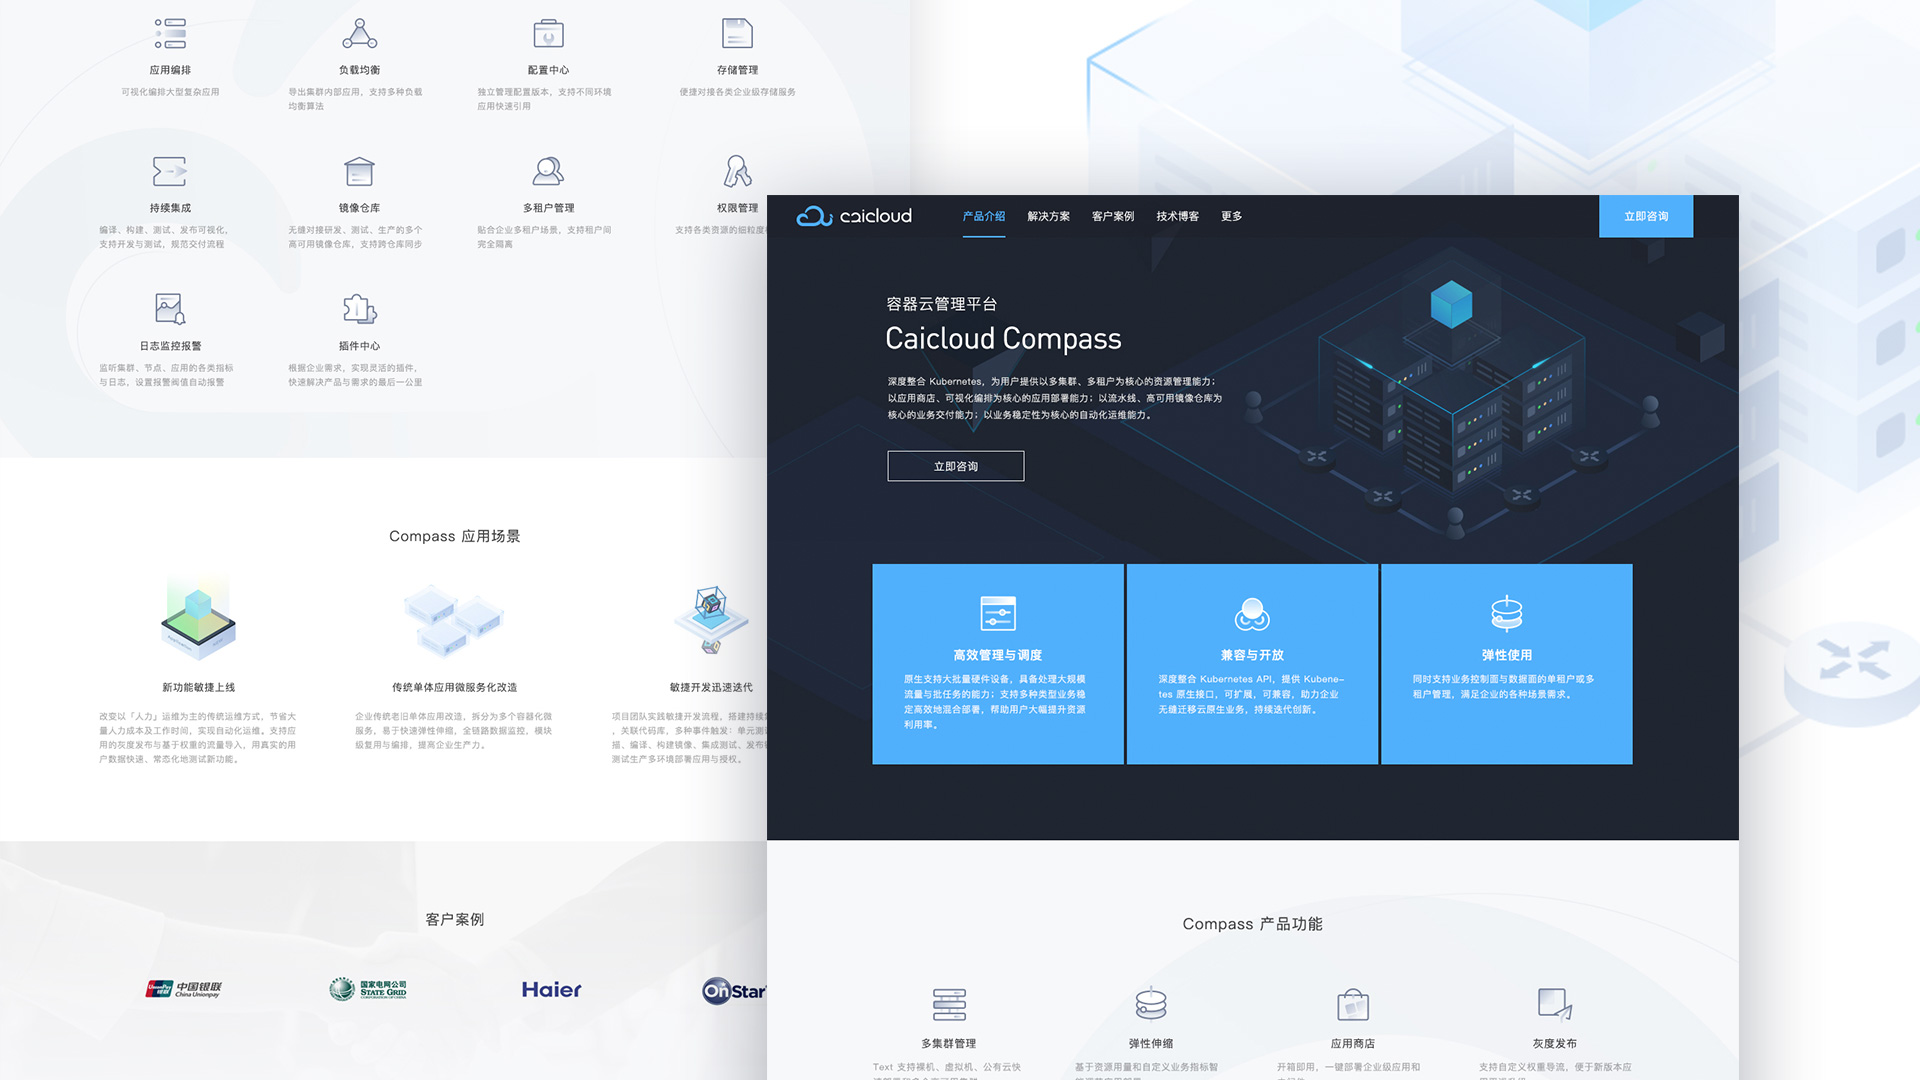 应用编排
可视化编排大型复杂应用
负载均衡
导出集群内部应用，支持多种负载
均衡算法
配置中心
独立管理配置版本，支持不同环境
应用快速引用
存储管理
便捷对接各类企业级存储服务
持续集成
编译、构建、测试、发布可视化，
支持开发与测试，规范交付流程
镜像仓库
无缝对接研发、测试、生产的多个
高可用镜像仓库，支持跨仓库同步
多租户管理
贴合企业多租户场景，支持租户间
完全隔离
权限管理
支持各类资源的细粒度
日志监控报警
监听集群、节点、应用的各类指标
与日志，设置报警阀值自动报警
插件中心
根据企业需求，实现灵活的插件，
快速解决产品与需求的最后一公里
Compass 应用场景
新功能敏捷上线
改变以「人力」运维为主的传统运维方式，节省大
量人力成本及工作时间，实现自动化运维。支持应
用的灰度发布与基于权重的流量导入，用真实的用
户数据快速、常态化地测试新功能。
传统单体应用微服务化改造
企业传统老旧单体应用改造，拆分为多个容器化微
服务，易于快速弹性伸缩，全链路数据监控，模块
级复用与编排，提高企业生产力。
敏捷开发迅速迭代
项目团队实践敏捷开发流程，搭建持续
，关联代码库，多种事件触发：单元测
描、编译、构建镜像、集成测试、发布
测试生产多环境部署应用与授权。
客户案例
UnionPay
银联
中国银联
China Unionpay
国家电网公司
STATE GRID
CORPORATION OF CHINA
Haier
OnStar
caicloud
产品介绍
解决方案
客户案例
技术博客
更多
立即咨询
容器云管理平台
Caicloud Compass
深度整合 Kubernetes，为用户提供以多集群、多租户为核心的资源管理能力；
以应用商店、可视化编排为核心的应用部署能力；以流水线、高可用镜像仓库为
核心的业务交付能力；以业务稳定性为核心的自动化运维能力。
立即咨询
高效管理与调度
原生支持大批量硬件设备，具备处理大规模
流量与批任务的能力；支持多种类型业务稳
定高效地混合部署，帮助用户大幅提升资源
利用率。
兼容与开放
深度整合 Kubernetes API，提供 Kubene-
tes 原生接口，可扩展，可兼容，助力企业
无缝迁移云原生业务，持续迭代创新。
弹性使用
同时支持业务控制面与数据面的单租户或多
租户管理，满足企业的各种场景需求。
Compass 产品功能
多集群管理
Text 支持裸机、虚拟机、公有云快
弹性伸缩
基于资源用量和自定义业务指标智
应用商店
开箱即用，一键部署企业级应用和
灰度发布
支持自定义权重导流，便于新版本应